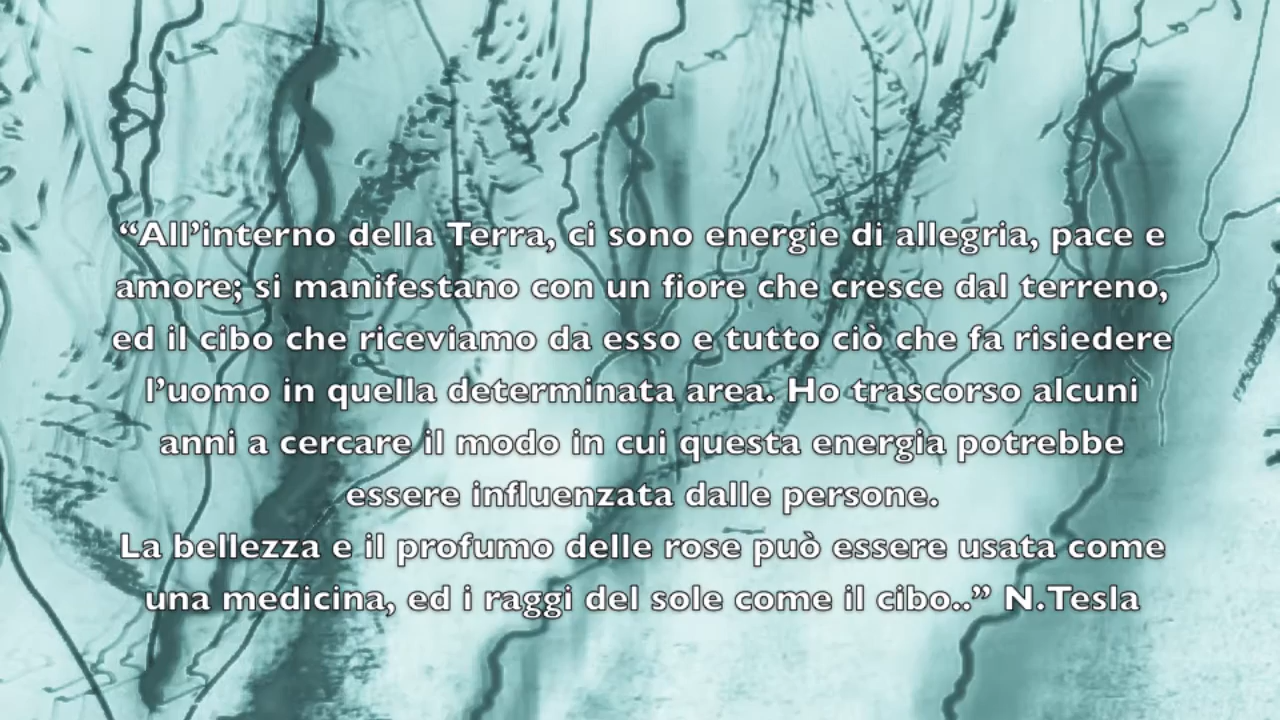 “All’interno della Terra, ci sono energie di allegria, pace e
amore; si manifestano con un fiore che cresce dal terreno,
ed il cibo che riceviamo da esso e tutto ciò che fa risiedere
l’uomo in quella determinata area. Ho trascorso alcuni
anni a cercare il modo in cui questa energia potrebbe
essere influenzata dalle persone.
La bellezza e il profumo delle rose può essere usata come
una medicina, ed i raggi del sole come il cibo..” N.Tesla